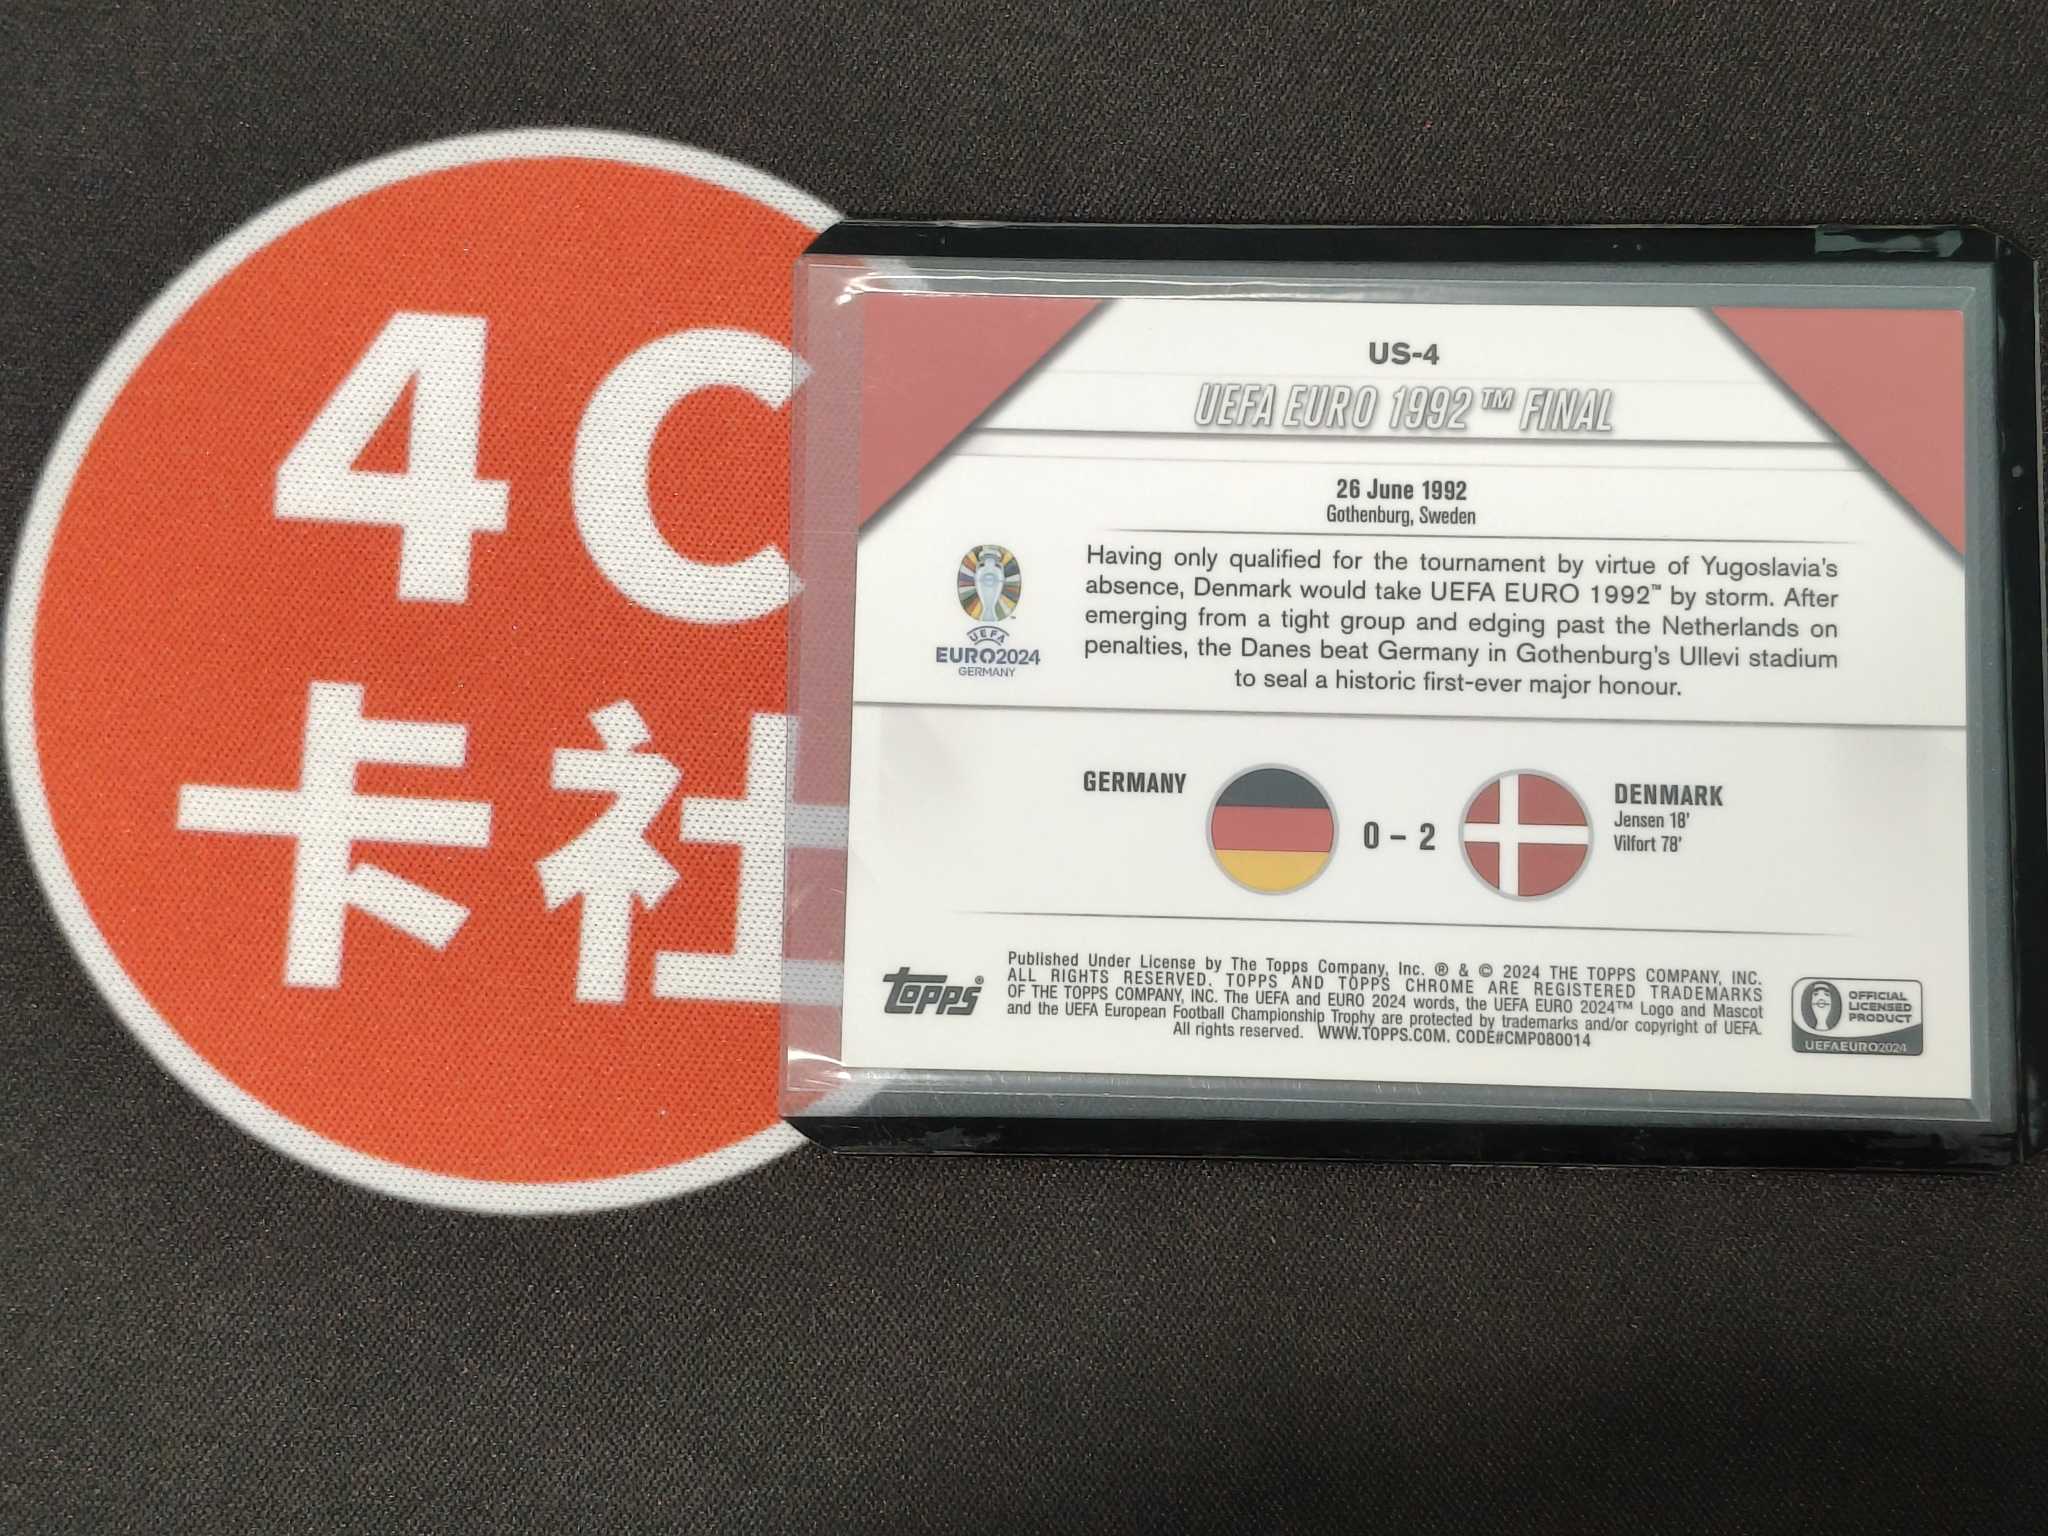 4C
卡社
US-4
UEFA EURO 1992™ FINAL
26 June 1992
Gothenburg, Sweden
Having only qualified for the tournament by virtue of Yugoslavia's
absence, Denmark would take UEFA EURO 1992™ by storm. After
emerging from a tight group and edging past the Netherlands on
penalties, the Danes beat Germany in Gothenburg's Ullevi stadium
to seal a historic first-ever major honour.
UEFA
EURO2024
GERMANY
GERMANY
0 – 2
DENMARK
Jensen 18'
Vilfort 78'
Topps®
Published Under License by The Topps Company, Inc. ® & © 2024 THE TOPPS COMPANY, INC.
ALL RIGHTS RESERVED. TOPPS AND TOPPS CHROME ARE REGISTERED TRADEMARKS
OF THE TOPPS COMPANY, INC. The UEFA and EURO 2024 words, the UEFA EURO 2024™ Logo and Mascot
and the UEFA European Football Championship Trophy are protected by trademarks and/or copyright of UEFA.
All rights reserved. WWW.TOPPS.COM. CODE#CMP080014
OFFICIAL
LICENSED
PRODUCT
UEFAEURO2024